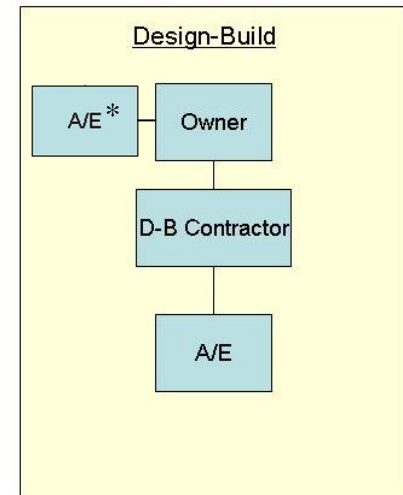 Design-Build
A/E* Owner
D-B Contractor
A/E